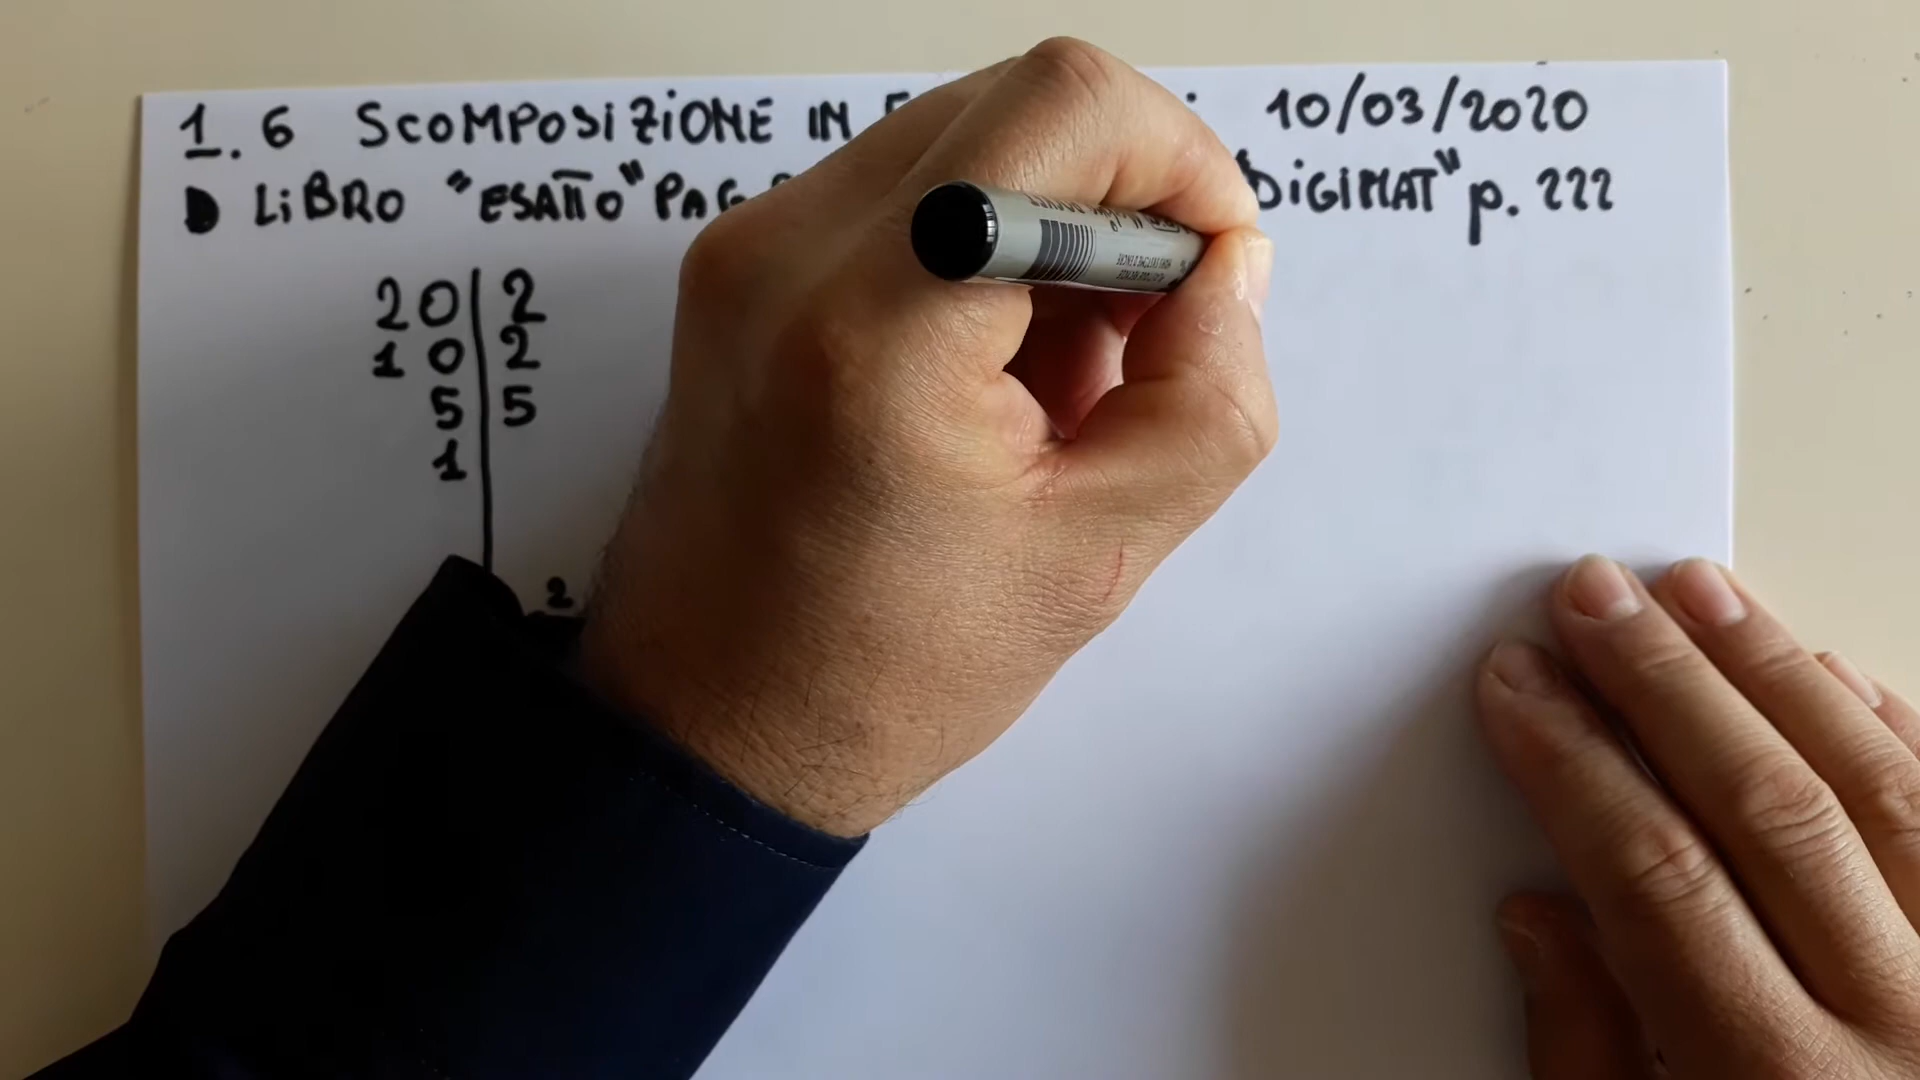 1.6 SCOMPOSIZIONE IN 10/03/2020
LIBRO "ESATTO" PAG "DIGIMAT" p. 222
20 2
10 2
5 5
1
2